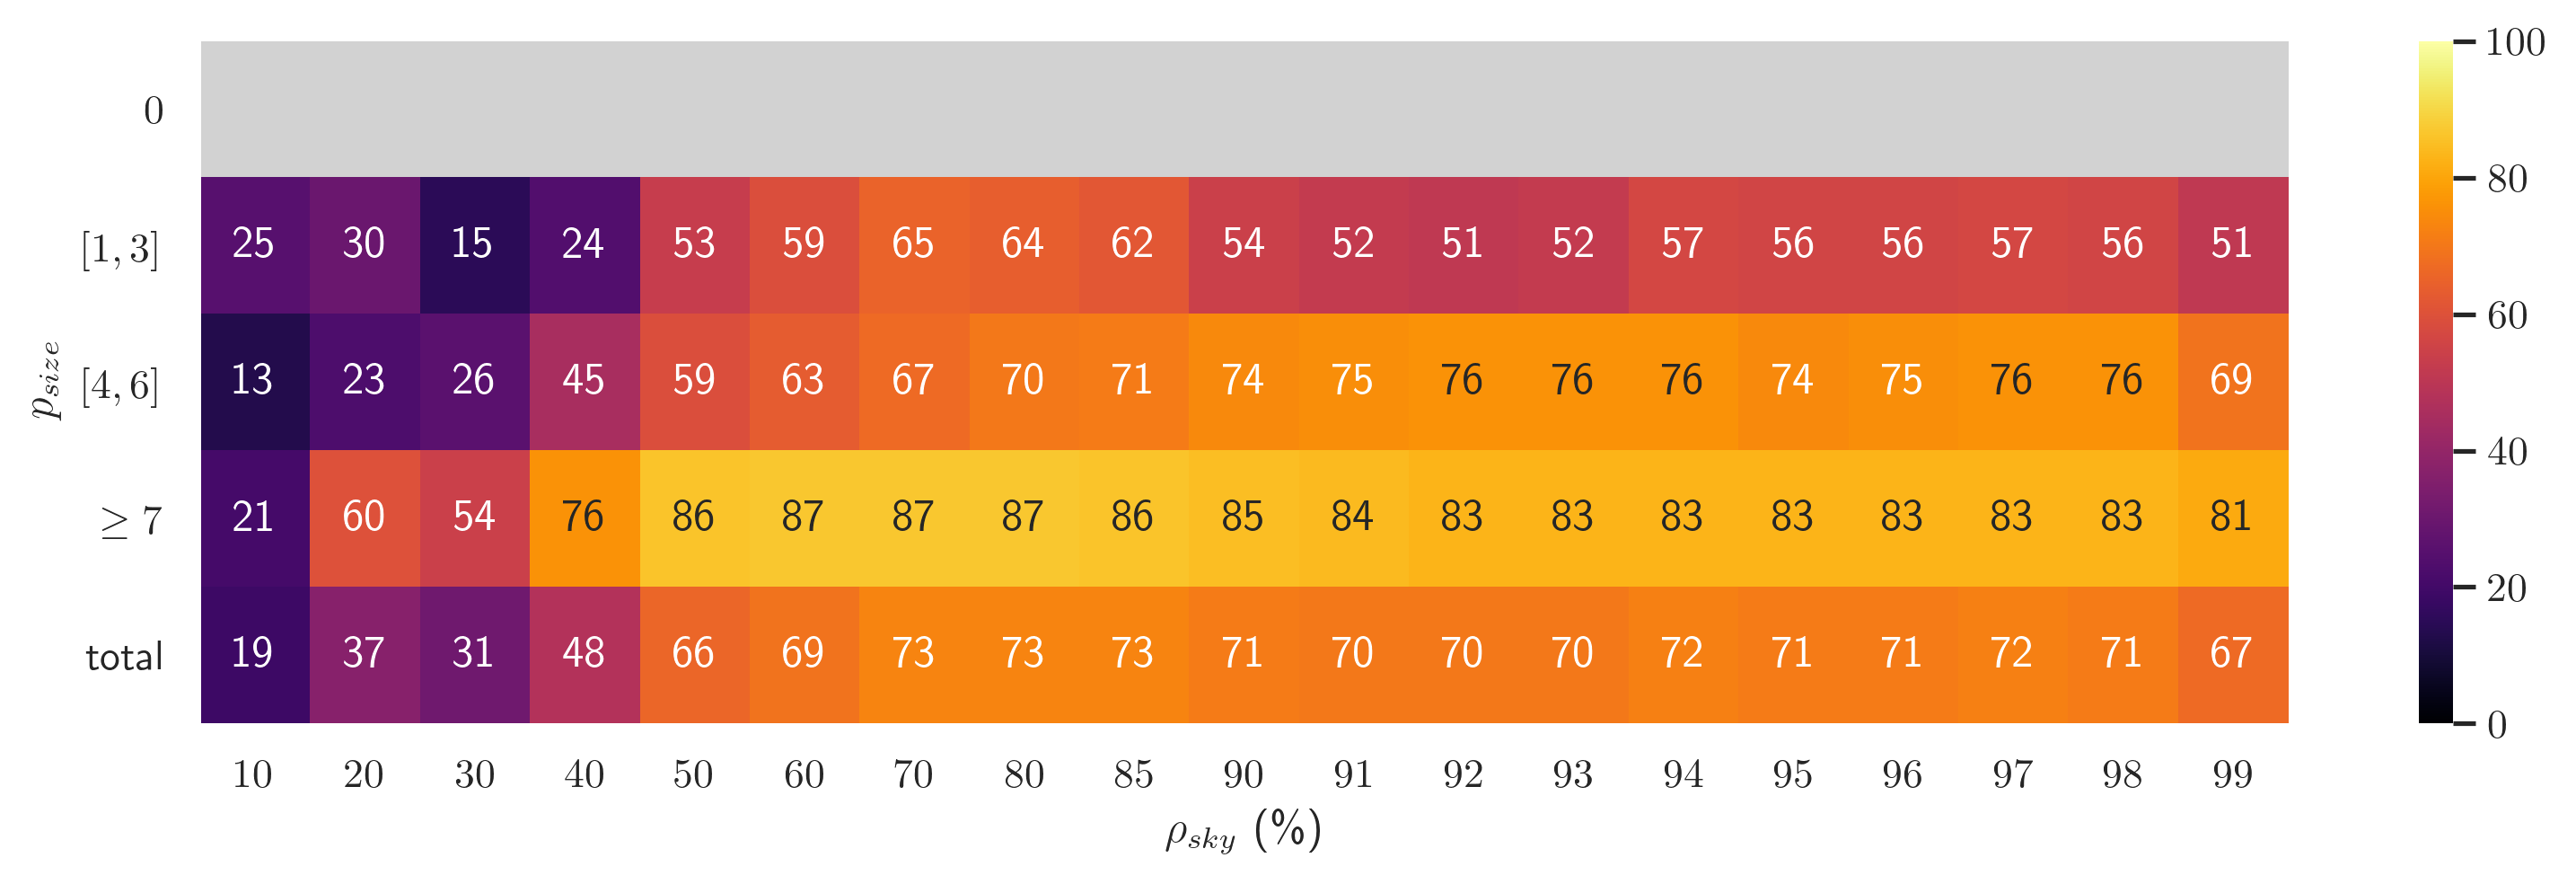 100
0
[1, 3] 25 30 15 24 53 59 65 64 62 54 52 51 52 57 56 56 57 56 51
80
60
[4, 6] 13 23 26 45 59 63 67 70 71 74 75 76 76 76 74 75 76 76 69
40
≥ 7 21 60 54 76 86 87 87 87 86 85 84 83 83 83 83 83 83 83 81
20
total 19 37 31 48 66 69 73 73 73 71 70 70 70 72 71 71 72 71 67
0
10 20 30 40 50 60 70 80 85 90 91 92 93 94 95 96 97 98 99
ρsky (%)
psize